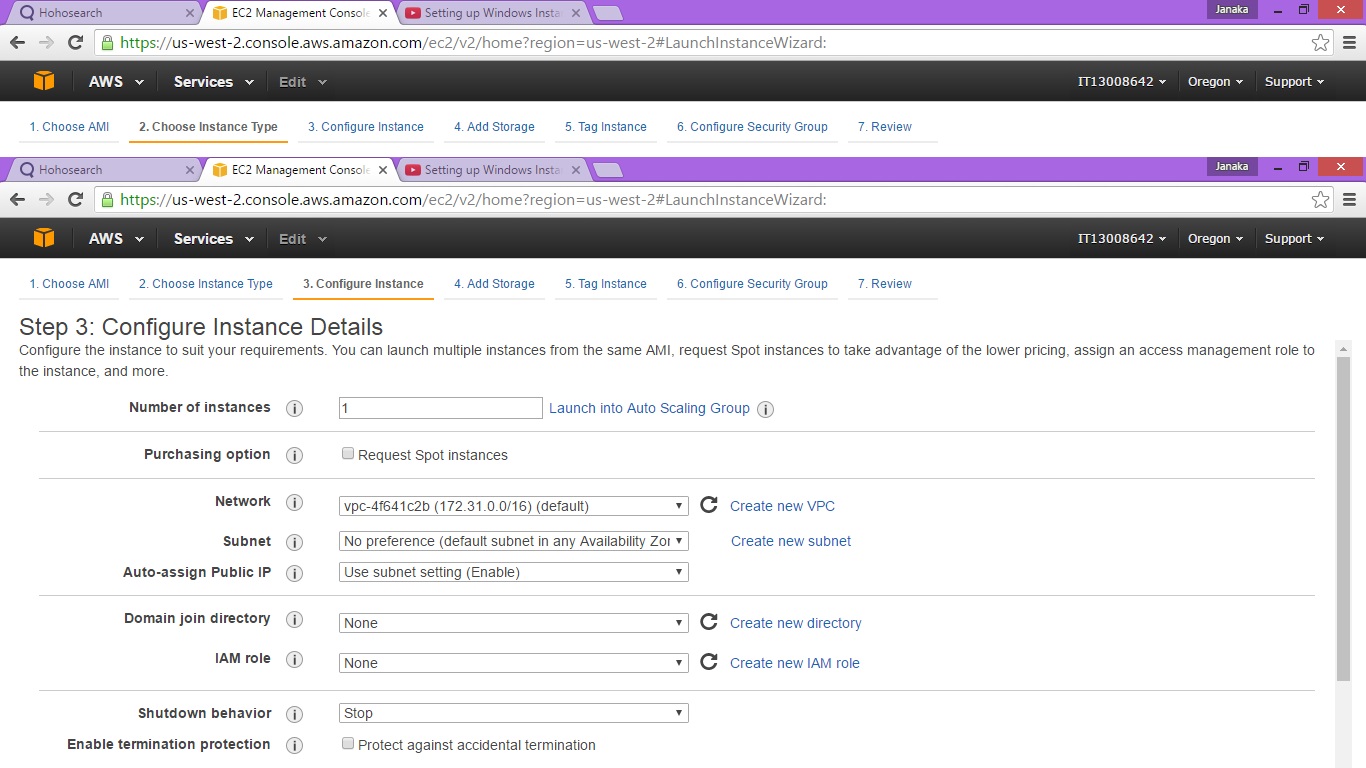 Hohosearch
EC2 Management Console
Setting up Windows Insta
Janaka
https://us-west-2.console.aws.amazon.com/ec2/v2/home?region=us-west-2#LaunchInstanceWizard:
AWS Services Edit IT13008642 Oregon Support
1. Choose AMI 2. Choose Instance Type 3. Configure Instance 4. Add Storage 5. Tag Instance 6. Configure Security Group 7. Review
Hohosearch
EC2 Management Console
Setting up Windows Insta
Janaka
https://us-west-2.console.aws.amazon.com/ec2/v2/home?region=us-west-2#LaunchInstanceWizard:
AWS Services Edit IT13008642 Oregon Support
1. Choose AMI 2. Choose Instance Type 3. Configure Instance 4. Add Storage 5. Tag Instance 6. Configure Security Group 7. Review
Step 3: Configure Instance Details
Configure the instance to suit your requirements. You can launch multiple instances from the same AMI, request Spot instances to take advantage of the lower pricing, assign an access management role to
the instance, and more.
Number of instances i 1 Launch into Auto Scaling Group i
Purchasing option i Request Spot instances
Network i vpc-4f641c2b (172.31.0.0/16) (default) Create new VPC
Subnet i No preference (default subnet in any Availability Zor Create new subnet
Auto-assign Public IP i Use subnet setting (Enable)
Domain join directory i None Create new directory
IAM role i None Create new IAM role
Shutdown behavior i Stop
Enable termination protection i Protect against accidental termination